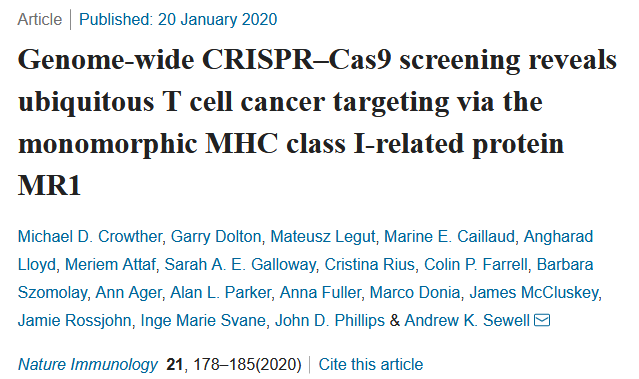 Article | Published: 20 January 2020
Genome-wide CRISPR–Cas9 screening reveals
ubiquitous T cell cancer targeting via the
monomorphic MHC class I-related protein
MR1
Michael D. Crowther, Garry Dolton, Mateusz Legut, Marine E. Caillaud, Angharad
Lloyd, Meriem Attaf, Sarah A. E. Galloway, Cristina Rius, Colin P. Farrell, Barbara
Szomolay, Ann Ager, Alan L. Parker, Anna Fuller, Marco Donia, James McCluskey,
Jamie Rossjohn, Inge Marie Svane, John D. Phillips & Andrew K. Sewell
Nature Immunology 21, 178–185(2020) | Cite this article